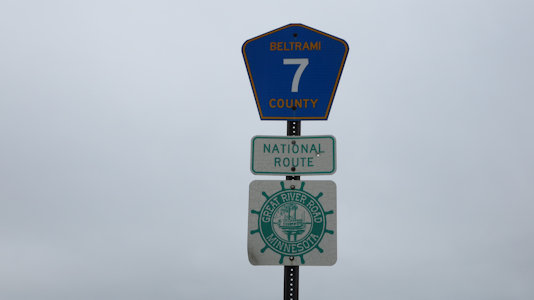 BELTRAMI
7
COUNTY
NATIONAL
ROUTE
GREAT RIVER ROAD
MINNESOTA